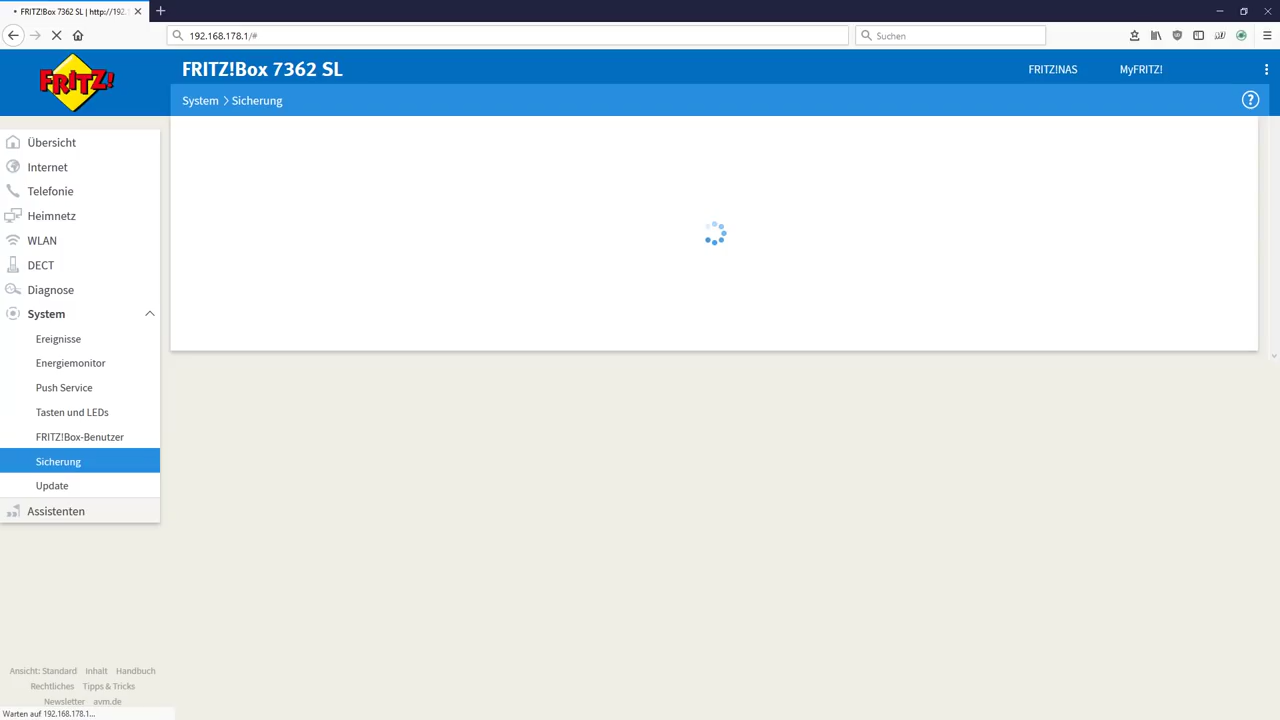 FRITZ!Box 7362 SL | http://192.1
192.168.178.1/#
Suchen
FRITZ!
FRITZ!Box 7362 SL
FRITZ!NAS
MyFRITZ!
System
Sicherung
?
Übersicht
Internet
Telefonie
Heimnetz
WLAN
DECT
Diagnose
System
Ereignisse
Energiemonitor
Push Service
Tasten und LEDs
FRITZ!Box-Benutzer
Sicherung
Update
Assistenten
Ansicht: Standard Inhalt Handbuch
Rechtliches Tipps & Tricks
Newsletter avm.de
Warten auf 192.168.178.1...